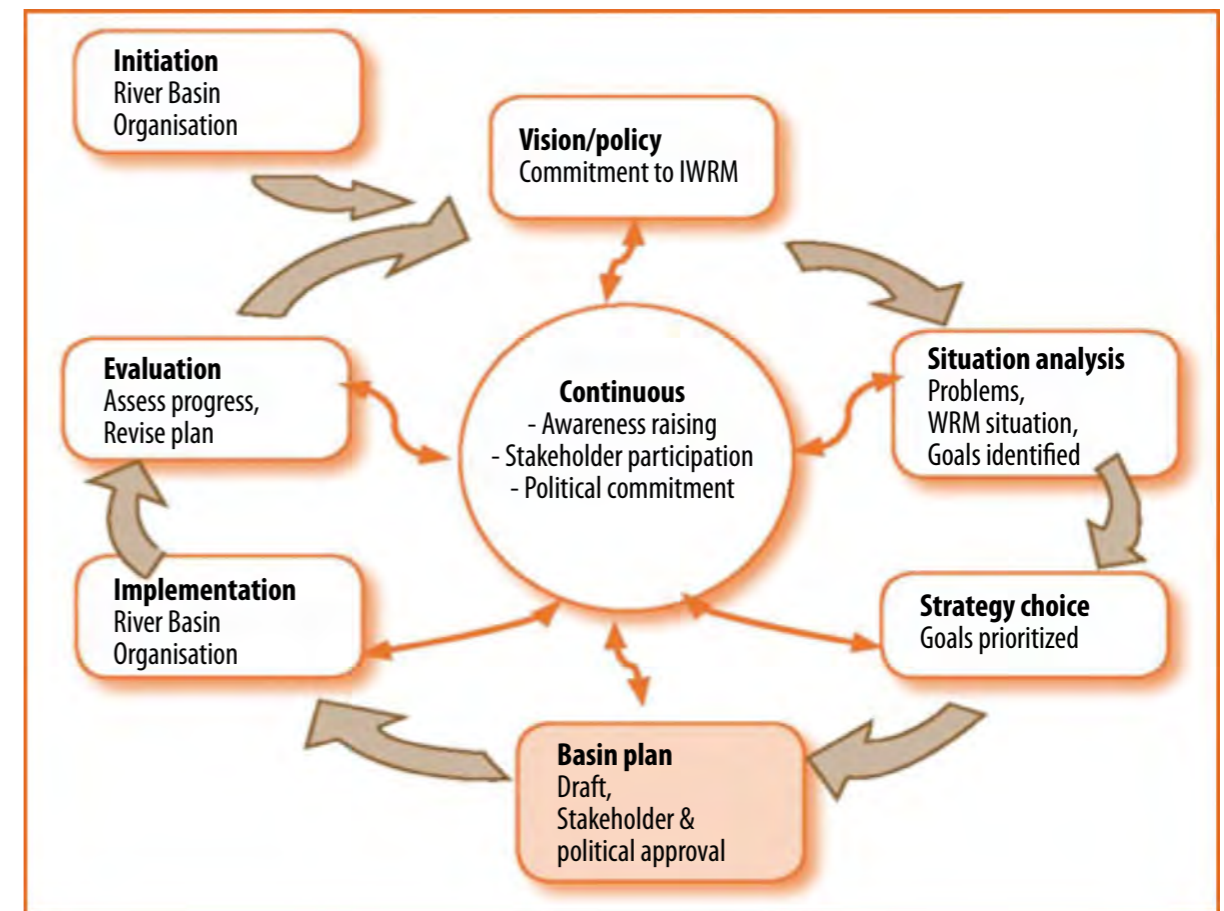 Initiation
River Basin
Organisation
Vision/policy
Commitment to IWRM
Situation analysis
Problems,
WRM situation,
Goals identified
Strategy choice
Goals prioritized
Basin plan
Draft,
Stakeholder &
political approval
Implementation
River Basin
Organisation
Evaluation
Assess progress,
Revise plan
Continuous
- Awareness raising
- Stakeholder participation
- Political commitment